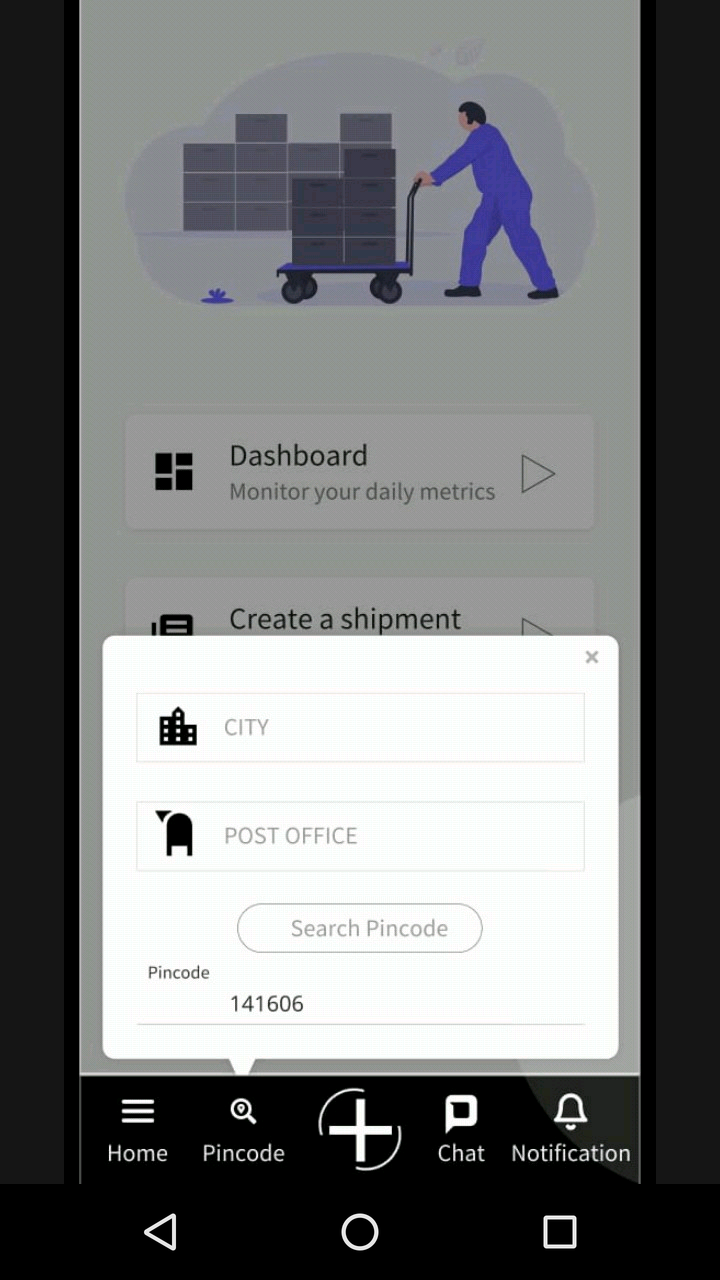 Dashboard
Monitor your daily metrics
Create a shipment
×
CITY
POST OFFICE
Search Pincode
Pincode
141606
Home Pincode Chat Notification